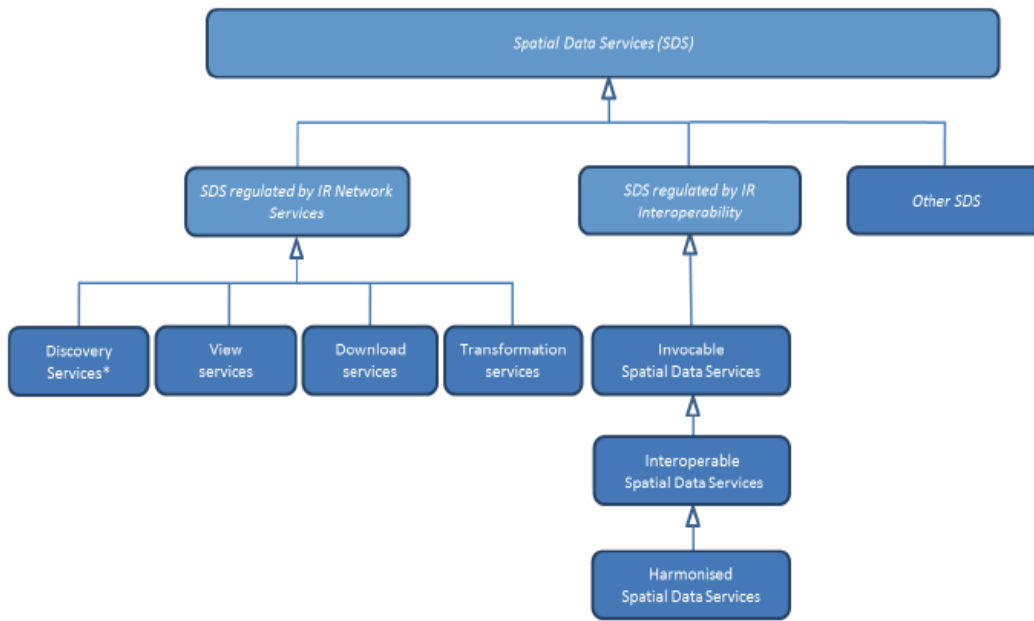 Spatial Data Services (SDS)
SDS regulated by IR Network
Services
SDS regulated by IR
Interoperability
Other SDS
Discovery
Services*
View
services
Download
services
Transformation
services
Invocable
Spatial Data Services
Interoperable
Spatial Data Services
Harmonised
Spatial Data Services